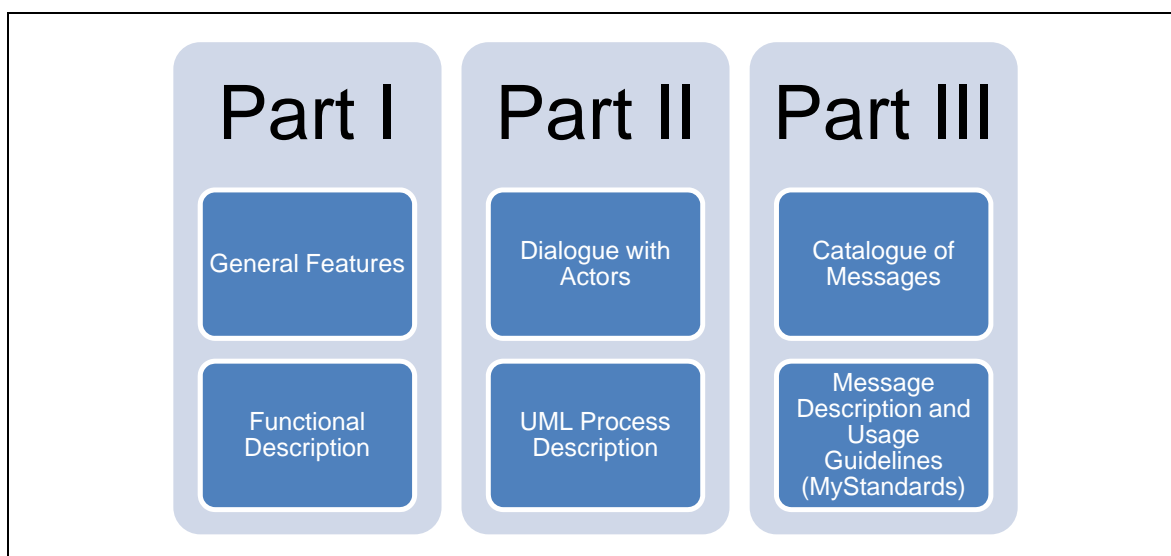 Part I
General Features
Functional
Description
Part II
Dialogue with
Actors
UML Process
Description
Part III
Catalogue of
Messages
Message
Description and
Usage
Guidelines
(MyStandards)